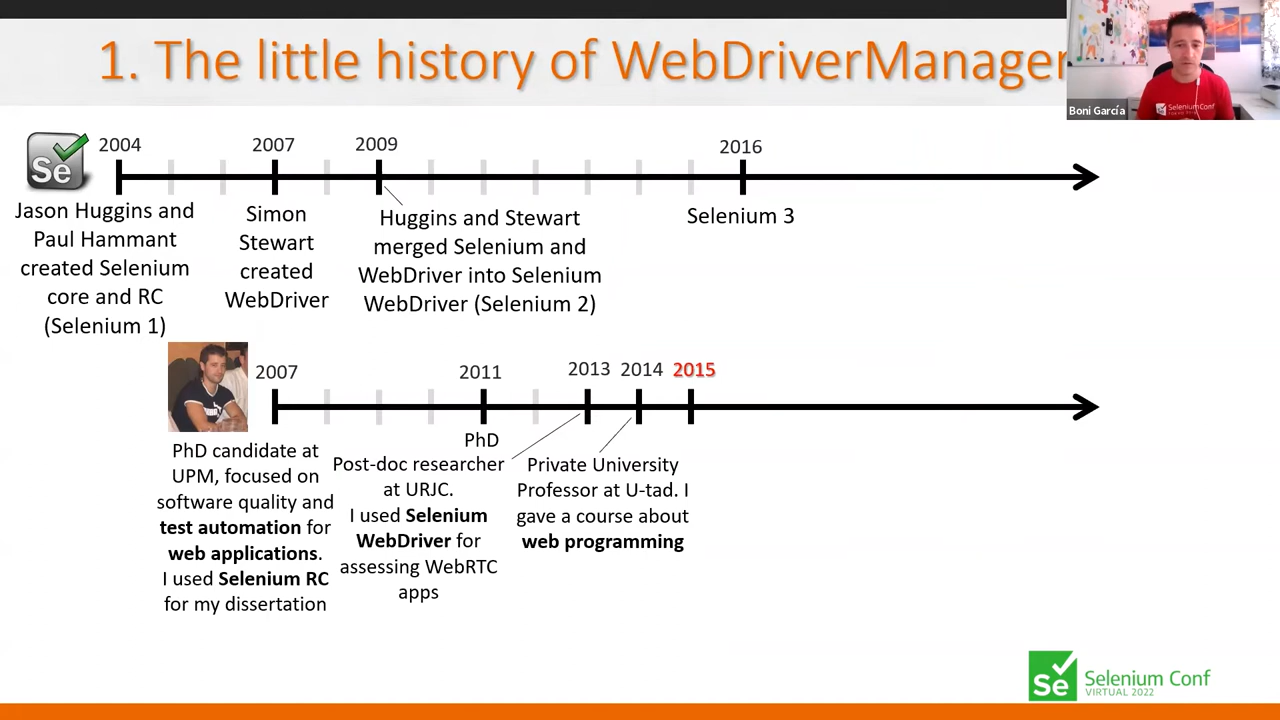 1. The little history of WebDriverManager
Boni García
SeleniumConf
Se
2004
2007
2009
2016
Jason Huggins and
Paul Hammant
created Selenium
core and RC
(Selenium 1)
Simon
Stewart
created
WebDriver
Huggins and Stewart
merged Selenium and
WebDriver into Selenium
WebDriver (Selenium 2)
Selenium 3
2007
2011
2013
2014
2015
PhD candidate at
UPM, focused on
software quality and
test automation for
web applications.
I used Selenium RC
for my dissertation
PhD
Post-doc researcher
at URJC.
I used Selenium
WebDriver for
assessing WebRTC
apps
Private University
Professor at U-tad. I
gave a course about
web programming
Se
Selenium Conf
VIRTUAL 2022